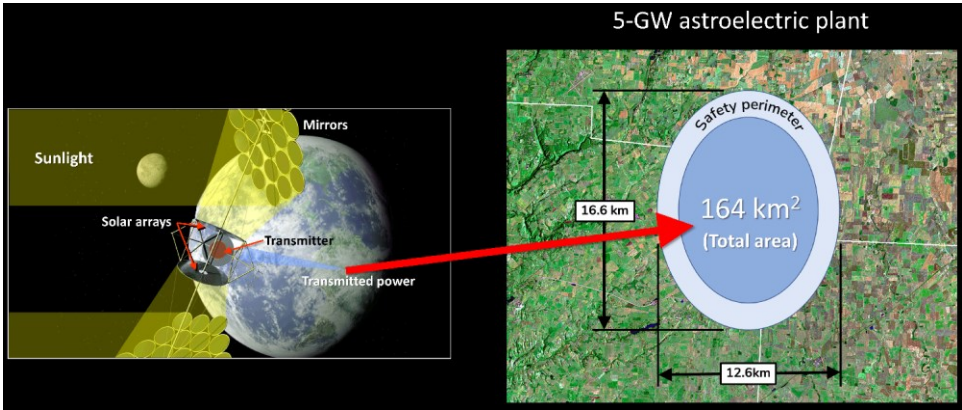 5-GW astroelectric plant
Mirrors
Sunlight
Solar arrays
Transmitter
Transmitted power
Safety perimeter
16.6 km
164 km²
(Total area)
12.6km